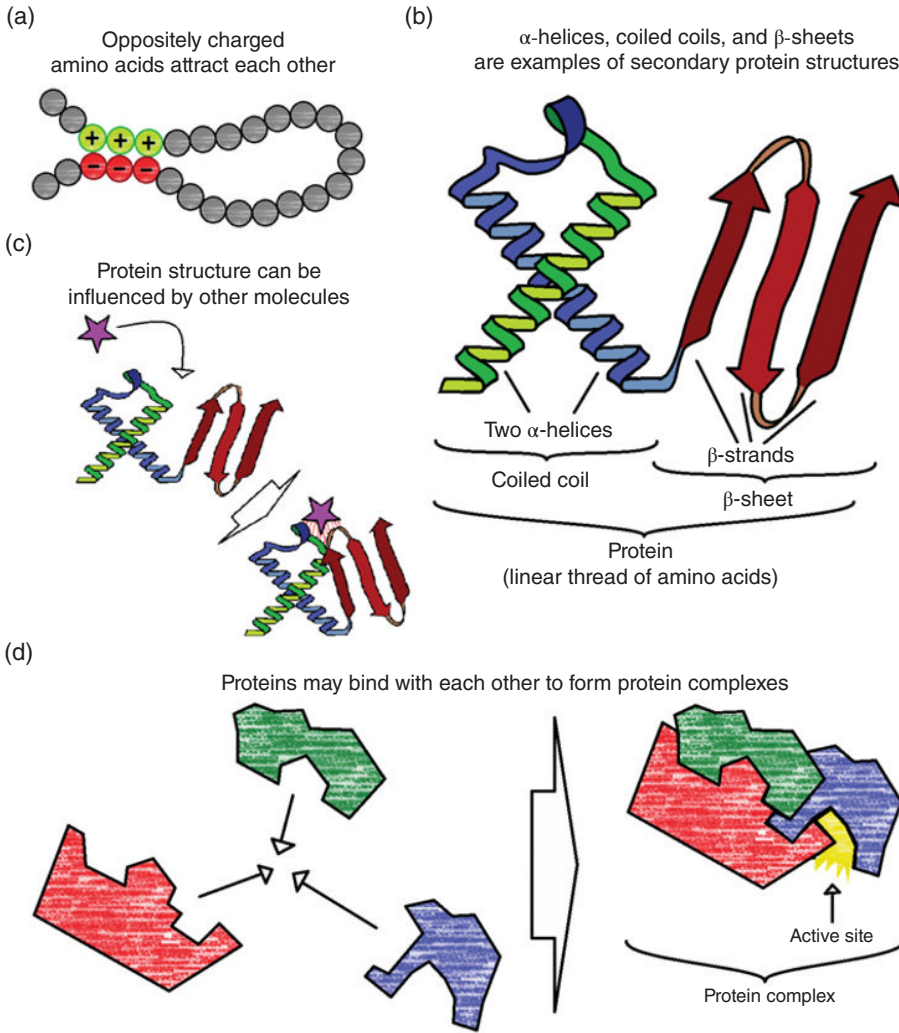 (a)
Oppositely charged
amino acids attract each other
+ + +
– – –
(b)
α-helices, coiled coils, and β-sheets
are examples of secondary protein structures
Two α-helices
Coiled coil
β-strands
β-sheet
Protein
(linear thread of amino acids)
(c)
Protein structure can be
influenced by other molecules
(d)
Proteins may bind with each other to form protein complexes
Active site
Protein complex